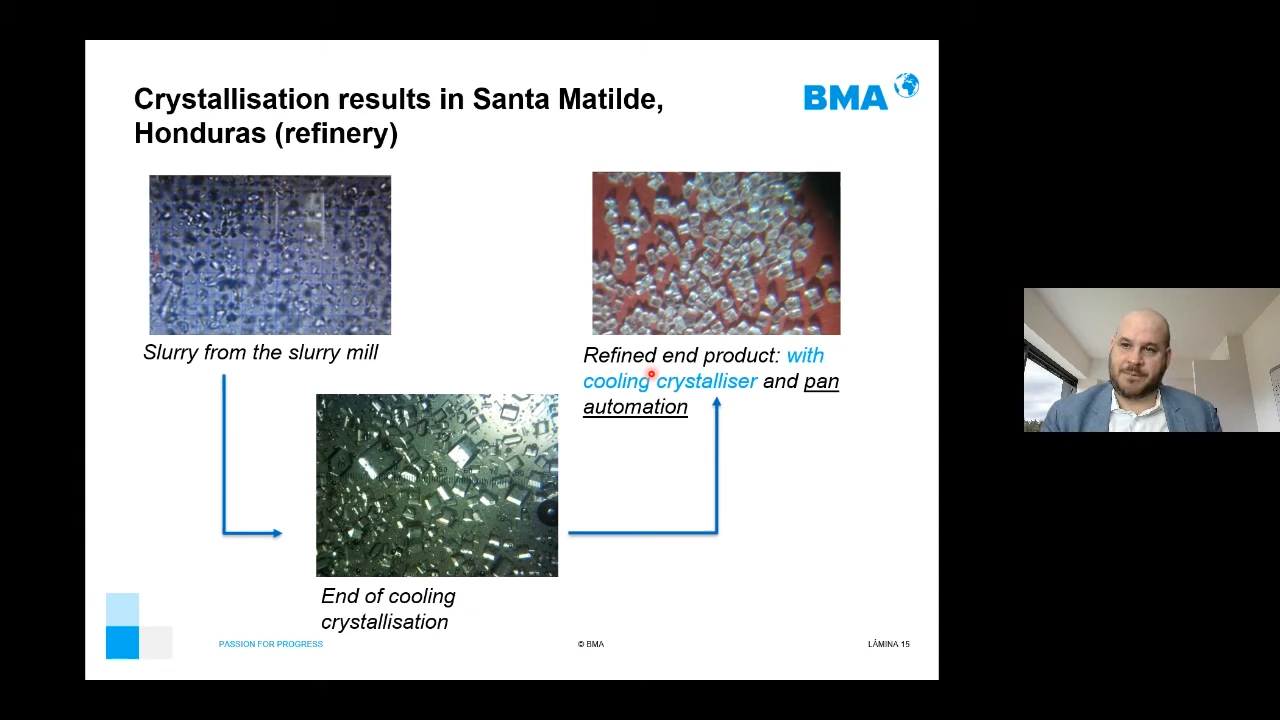 Crystallisation results in Santa Matilde,
Honduras (refinery)
BMA
Slurry from the slurry mill
Refined end product: with
cooling crystalliser and pan
automation
End of cooling
crystallisation
PASSION FOR PROGRESS
© BMA
LÁMINA 15